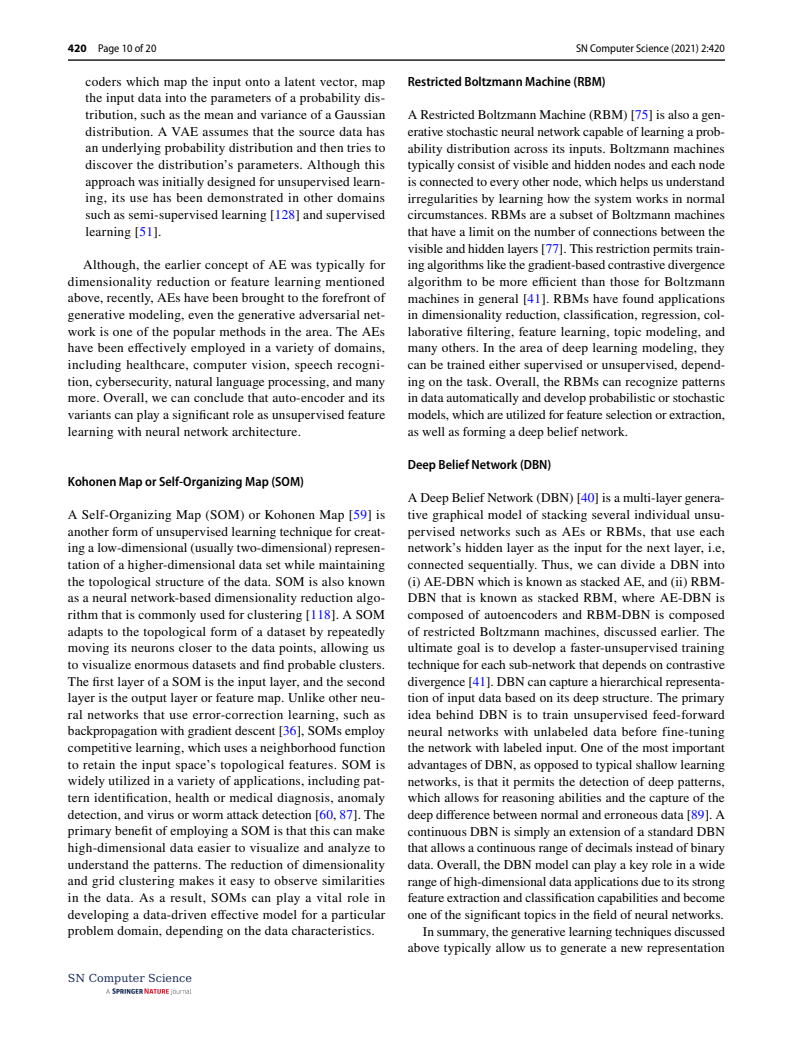 420 Page 10 of 20
SN Computer Science (2021) 2:420
coders which map the input onto a latent vector, map
the input data into the parameters of a probability dis-
tribution, such as the mean and variance of a Gaussian
distribution. A VAE assumes that the source data has
an underlying probability distribution and then tries to
discover the distribution's parameters. Although this
approach was initially designed for unsupervised learn-
ing, its use has been demonstrated in other domains
such as semi-supervised learning [128] and supervised
learning [51].
Although, the earlier concept of AE was typically for
dimensionality reduction or feature learning mentioned
above, recently, AEs have been brought to the forefront of
generative modeling, even the generative adversarial net-
work is one of the popular methods in the area. The AEs
have been effectively employed in a variety of domains,
including healthcare, computer vision, speech recogni-
tion, cybersecurity, natural language processing, and many
more. Overall, we can conclude that auto-encoder and its
variants can play a significant role as unsupervised feature
learning with neural network architecture.
Kohonen Map or Self-Organizing Map (SOM)
A Self-Organizing Map (SOM) or Kohonen Map [59] is
another form of unsupervised learning technique for creat-
ing a low-dimensional (usually two-dimensional) represen-
tation of a higher-dimensional data set while maintaining
the topological structure of the data. SOM is also known
as a neural network-based dimensionality reduction algo-
rithm that is commonly used for clustering [118]. A SOM
adapts to the topological form of a dataset by repeatedly
moving its neurons closer to the data points, allowing us
to visualize enormous datasets and find probable clusters.
The first layer of a SOM is the input layer, and the second
layer is the output layer or feature map. Unlike other neu-
ral networks that use error-correction learning, such as
backpropagation with gradient descent [36], SOMs employ
competitive learning, which uses a neighborhood function
to retain the input space's topological features. SOM is
widely utilized in a variety of applications, including pat-
tern identification, health or medical diagnosis, anomaly
detection, and virus or worm attack detection [60, 87]. The
primary benefit of employing a SOM is that this can make
high-dimensional data easier to visualize and analyze to
understand the patterns. The reduction of dimensionality
and grid clustering makes it easy to observe similarities
in the data. As a result, SOMs can play a vital role in
developing a data-driven effective model for a particular
problem domain, depending on the data characteristics.
Restricted Boltzmann Machine (RBM)
A Restricted Boltzmann Machine (RBM) [75] is also a gen-
erative stochastic neural network capable of learning a prob-
ability distribution across its inputs. Boltzmann machines
typically consist of visible and hidden nodes and each node
is connected to every other node, which helps us understand
irregularities by learning how the system works in normal
circumstances. RBMs are a subset of Boltzmann machines
that have a limit on the number of connections between the
visible and hidden layers [77]. This restriction permits train-
ing algorithms like the gradient-based contrastive divergence
algorithm to be more efficient than those for Boltzmann
machines in general [41]. RBMs have found applications
in dimensionality reduction, classification, regression, col-
laborative filtering, feature learning, topic modeling, and
many others. In the area of deep learning modeling, they
can be trained either supervised or unsupervised, depend-
ing on the task. Overall, the RBMs can recognize patterns
in data automatically and develop probabilistic or stochastic
models, which are utilized for feature selection or extraction,
as well as forming a deep belief network.
Deep Belief Network (DBN)
A Deep Belief Network (DBN) [40] is a multi-layer genera-
tive graphical model of stacking several individual unsu-
pervised networks such as AEs or RBMs, that use each
network's hidden layer as the input for the next layer, i.e,
connected sequentially. Thus, we can divide a DBN into
(i) AE-DBN which is known as stacked AE, and (ii) RBM-
DBN that is known as stacked RBM, where AE-DBN is
composed of autoencoders and RBM-DBN is composed
of restricted Boltzmann machines, discussed earlier. The
ultimate goal is to develop a faster-unsupervised training
technique for each sub-network that depends on contrastive
divergence [41]. DBN can capture a hierarchical representa-
tion of input data based on its deep structure. The primary
idea behind DBN is to train unsupervised feed-forward
neural networks with unlabeled data before fine-tuning
the network with labeled input. One of the most important
advantages of DBN, as opposed to typical shallow learning
networks, is that it permits the detection of deep patterns,
which allows for reasoning abilities and the capture of the
deep difference between normal and erroneous data [89]. A
continuous DBN is simply an extension of a standard DBN
that allows a continuous range of decimals instead of binary
data. Overall, the DBN model can play a key role in a wide
range of high-dimensional data applications due to its strong
feature extraction and classification capabilities and become
one of the significant topics in the field of neural networks.
In summary, the generative learning techniques discussed
above typically allow us to generate a new representation
SN Computer Science
A SPRINGER NATURE journal